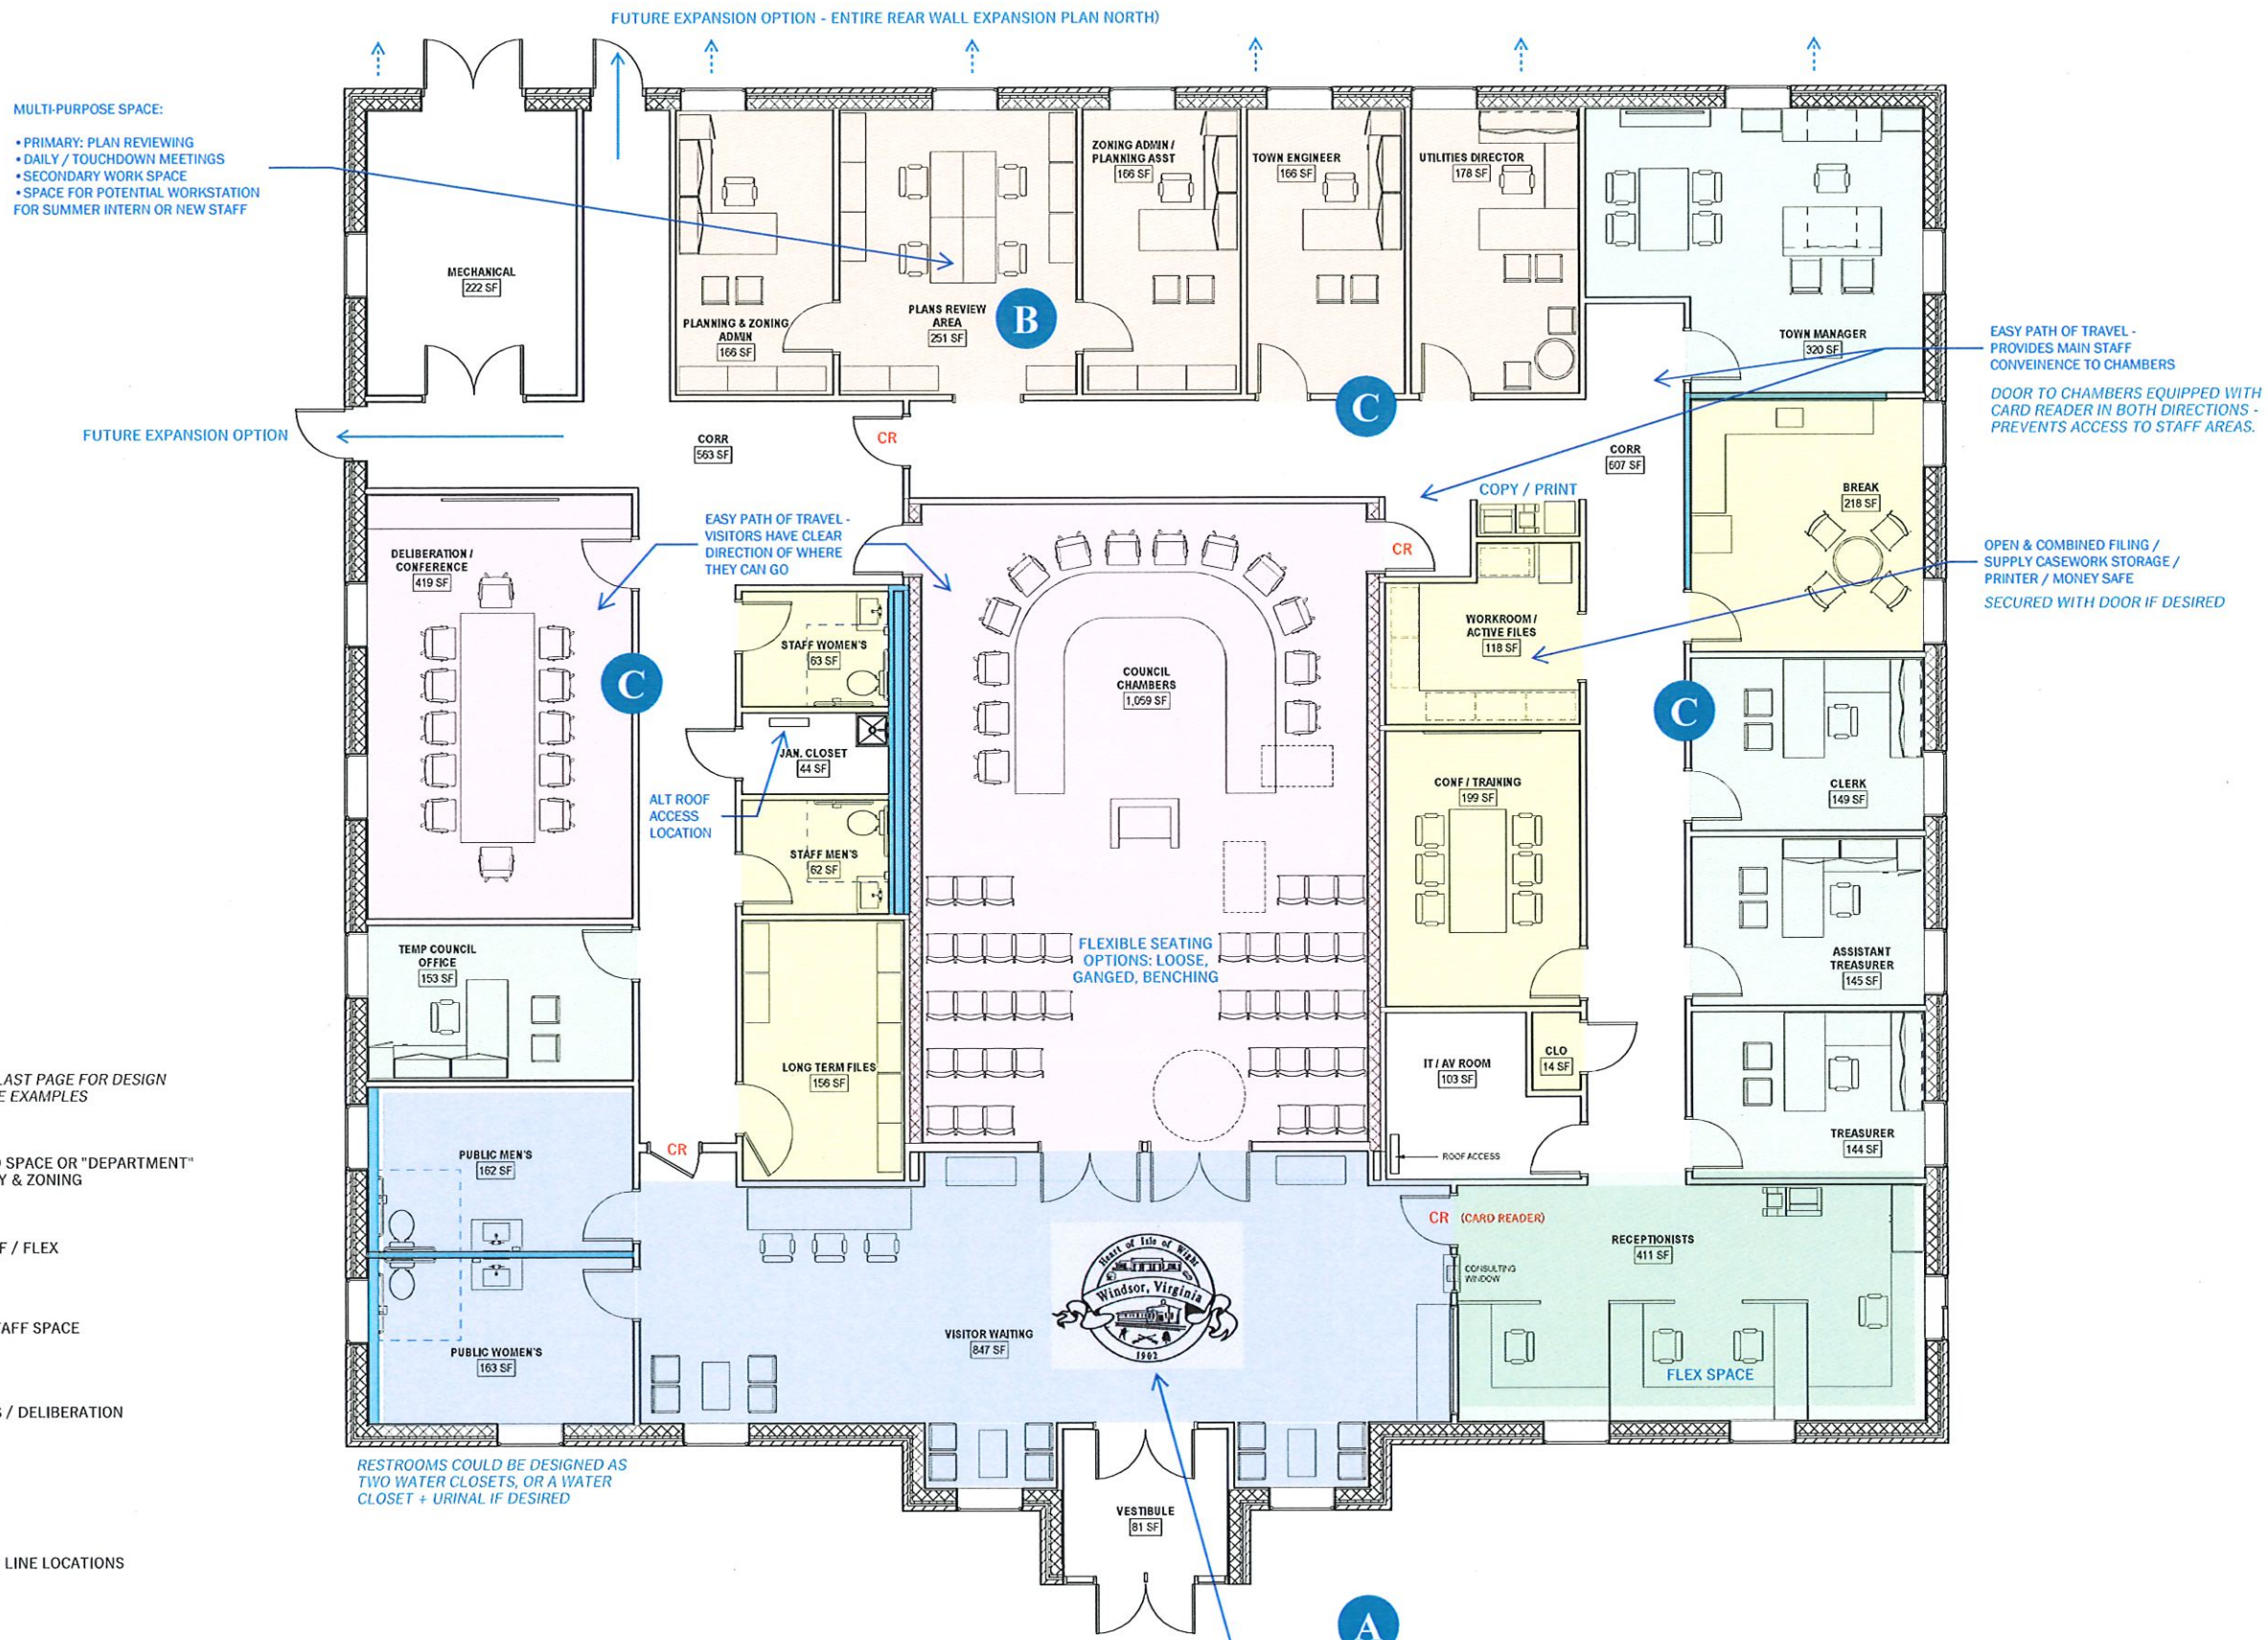 FUTURE EXPANSION OPTION - ENTIRE REAR WALL EXPANSION PLAN NORTH)
MULTI-PURPOSE SPACE:
• PRIMARY: PLAN REVIEWING
• DAILY / TOUCHDOWN MEETINGS
• SECONDARY WORK SPACE
• SPACE FOR POTENTIAL WORKSTATION
FOR SUMMER INTERN OR NEW STAFF
MECHANICAL
222 SF
PLANNING & ZONING
ADMIN
166 SF
PLANS REVIEW
AREA
251 SF
B
ZONING ADMIN /
PLANNING ASST
166 SF
TOWN ENGINEER
166 SF
UTILITIES DIRECTOR
178 SF
TOWN MANAGER
320 SF
EASY PATH OF TRAVEL -
PROVIDES MAIN STAFF
CONVEINENCE TO CHAMBERS
DOOR TO CHAMBERS EQUIPPED WITH
CARD READER IN BOTH DIRECTIONS -
PREVENTS ACCESS TO STAFF AREAS.
FUTURE EXPANSION OPTION
CORR
563 SF
CR
C
CORR
607 SF
COPY / PRINT
BREAK
218 SF
OPEN & COMBINED FILING /
SUPPLY CASEWORK STORAGE /
PRINTER / MONEY SAFE
SECURED WITH DOOR IF DESIRED
EASY PATH OF TRAVEL -
VISITORS HAVE CLEAR
DIRECTION OF WHERE
THEY CAN GO
DELIBERATION /
CONFERENCE
419 SF
CR
WORKROOM /
ACTIVE FILES
118 SF
STAFF WOMEN'S
63 SF
C
COUNCIL
CHAMBERS
1,059 SF
C
JAN. CLOSET
44 SF
ALT ROOF
ACCESS
LOCATION
CONF / TRAINING
199 SF
CLERK
149 SF
STAFF MEN'S
62 SF
TEMP COUNCIL
OFFICE
153 SF
FLEXIBLE SEATING
OPTIONS: LOOSE,
GANGED, BENCHING
ASSISTANT
TREASURER
145 SF
LONG TERM FILES
156 SF
IT / AV ROOM
103 SF
CLO
14 SF
ROOF ACCESS
TREASURER
144 SF
LAST PAGE FOR DESIGN
E EXAMPLES
SPACE OR "DEPARTMENT"
Y & ZONING
F / FLEX
AFF SPACE
S / DELIBERATION
LINE LOCATIONS
PUBLIC MEN'S
162 SF
CR
PUBLIC WOMEN'S
163 SF
VISITOR WAITING
847 SF
Heart of Isle of Wight
Windsor, Virginia
1902
CR (CARD READER)
CONSULTING
WINDOW
RECEPTIONISTS
411 SF
FLEX SPACE
RESTROOMS COULD BE DESIGNED AS
TWO WATER CLOSETS, OR A WATER
CLOSET + URINAL IF DESIRED
VESTIBULE
81 SF
A